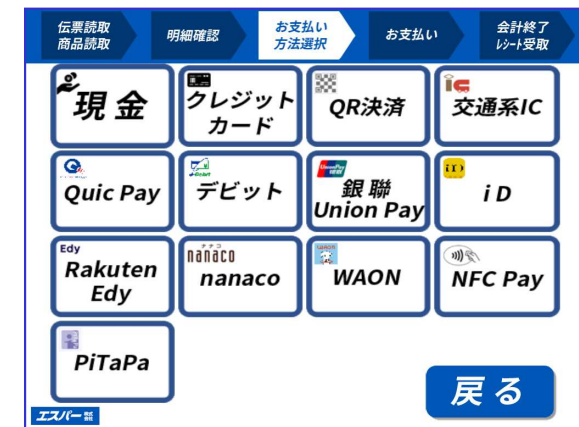 伝票読取
商品読取
明細確認
お支払い
方法選択
お支払い
会計終了
レシート受取
現金
クレジット
カード
QR決済
交通系IC
Quic Pay
デビット
UnionPay
銀聯
Union Pay
iD
i D
Edy
Rakuten
Edy
ナナコ
nanaco
nanaco
WAON
WAON
NFC Pay
PiTaPa
戻る
エスパー 株式会社